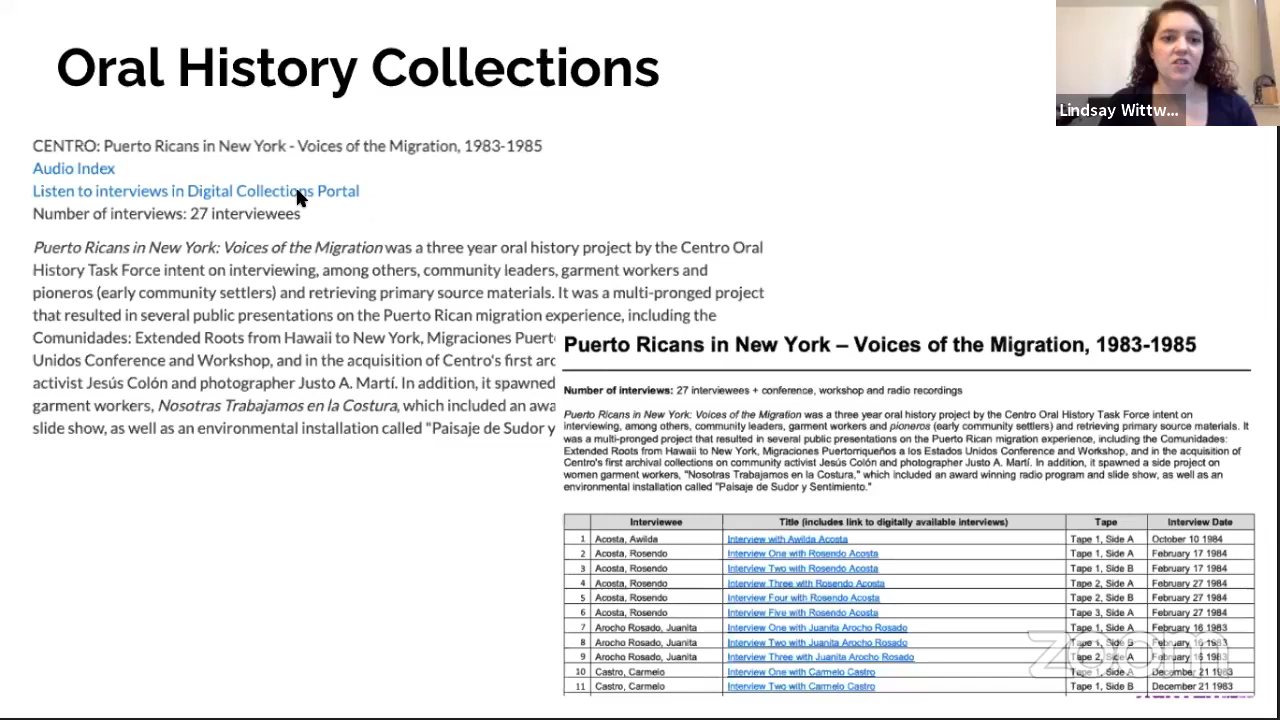 Oral History Collections
Lindsay Wittw...
CENTRO: Puerto Ricans in New York - Voices of the Migration, 1983-1985
Audio Index
Listen to interviews in Digital Collections Portal
Number of interviews: 27 interviewees
Puerto Ricans in New York: Voices of the Migration was a three year oral history project by the Centro Oral
History Task Force intent on interviewing, among others, community leaders, garment workers and
pioneros (early community settlers) and retrieving primary source materials. It was a multi-pronged project
that resulted in several public presentations on the Puerto Rican migration experience, including the
Comunidades: Extended Roots from Hawaii to New York, Migraciones Puert
Unidos Conference and Workshop, and in the acquisition of Centro's first arc
activist Jesús Colón and photographer Justo A. Martí. In addition, it spawned
garment workers, Nosotras Trabajamos en la Costura, which included an awa
slide show, as well as an environmental installation called "Paisaje de Sudor y
Puerto Ricans in New York – Voices of the Migration, 1983-1985
Number of interviews: 27 interviewees + conference, workshop and radio recordings
Puerto Ricans in New York: Voices of the Migration was a three year oral history project by the Centro Oral History Task Force intent on
interviewing, among others, community leaders, garment workers and pioneros (early community settlers) and retrieving primary source materials. It
was a multi-pronged project that resulted in several public presentations on the Puerto Rican migration experience, including the Comunidades:
Extended Roots from Hawaii to New York, Migraciones Puertorriqueños a los Estados Unidos Conference and Workshop, and in the acquisition of
Centro's first archival collections on community activist Jesús Colón and photographer Justo A. Martí. In addition, it spawned a side project on
women garment workers, "Nosotras Trabajamos en la Costura," which included an award winning radio program and slide show, as well as an
environmental installation called "Paisaje de Sudor y Sentimiento."
Interviewee Title (includes link to digitally available interviews) Tape Interview Date
1 Acosta, Awilda Interview with Awilda Acosta Tape 1, Side A October 10 1984
2 Acosta, Rosendo Interview One with Rosendo Acosta Tape 1, Side A February 17 1984
3 Acosta, Rosendo Interview Two with Rosendo Acosta Tape 1, Side B February 17 1984
4 Acosta, Rosendo Interview Three with Rosendo Acosta Tape 2, Side A February 27 1984
5 Acosta, Rosendo Interview Four with Rosendo Acosta Tape 2, Side B February 27 1984
6 Acosta, Rosendo Interview Five with Rosendo Acosta Tape 3, Side A February 27 1984
7 Arocho Rosado, Juanita Interview One with Juanita Arocho Rosado Tape 1, Side A February 16 1983
8 Arocho Rosado, Juanita Interview Two with Juanita Arocho Rosado Tape 1, Side B February 16 1983
9 Arocho Rosado, Juanita Interview Three with Juanita Arocho Rosado Tape 2, Side A February 16 1983
10 Castro, Carmelo Interview One with Carmelo Castro Tape 1, Side A December 21 1983
11 Castro, Carmelo Interview Two with Carmelo Castro Tape 1, Side B December 21 1983
zoom